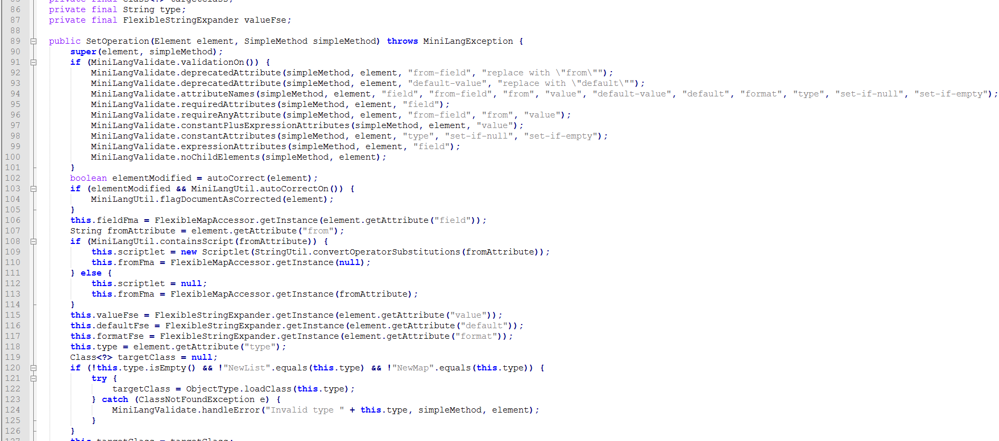 85 private final Class<?> targetClass;
86 private final String type;
87 private final FlexibleStringExpander valueFse;
88
89 public SetOperation(Element element, SimpleMethod simpleMethod) throws MiniLangException {
90 super(element, simpleMethod);
91 if (MiniLangValidate.validationOn()) {
92 MiniLangValidate.deprecatedAttribute(simpleMethod, element, "from-field", "replace with \"from\"");
93 MiniLangValidate.deprecatedAttribute(simpleMethod, element, "default-value", "replace with \"default\"");
94 MiniLangValidate.attributeNames(simpleMethod, element, "field", "from-field", "from", "value", "default-value", "default", "format", "type", "set-if-null", "set-if-empty");
95 MiniLangValidate.requiredAttributes(simpleMethod, element, "field");
96 MiniLangValidate.requireAnyAttribute(simpleMethod, element, "from-field", "from", "value");
97 MiniLangValidate.constantPlusExpressionAttributes(simpleMethod, element, "value");
98 MiniLangValidate.constantAttributes(simpleMethod, element, "type", "set-if-null", "set-if-empty");
99 MiniLangValidate.expressionAttributes(simpleMethod, element, "field");
100 MiniLangValidate.noChildElements(simpleMethod, element);
101 }
102 boolean elementModified = autoCorrect(element);
103 if (elementModified && MiniLangUtil.autoCorrectOn()) {
104 MiniLangUtil.flagDocumentAsCorrected(element);
105 }
106 this.fieldFma = FlexibleMapAccessor.getInstance(element.getAttribute("field"));
107 String fromAttribute = element.getAttribute("from");
108 if (MiniLangUtil.containsScript(fromAttribute)) {
109 this.scriptlet = new Scriptlet(StringUtil.convertOperatorSubstitutions(fromAttribute));
110 this.fromFma = FlexibleMapAccessor.getInstance(null);
111 } else {
112 this.scriptlet = null;
113 this.fromFma = FlexibleMapAccessor.getInstance(fromAttribute);
114 }
115 this.valueFse = FlexibleStringExpander.getInstance(element.getAttribute("value"));
116 this.defaultFse = FlexibleStringExpander.getInstance(element.getAttribute("default"));
117 this.formatFse = FlexibleStringExpander.getInstance(element.getAttribute("format"));
118 this.type = element.getAttribute("type");
119 Class<?> targetClass = null;
120 if (!this.type.isEmpty() && !"NewList".equals(this.type) && !"NewMap".equals(this.type)) {
121 try {
122 targetClass = ObjectType.loadClass(this.type);
123 } catch (ClassNotFoundException e) {
124 MiniLangValidate.handleError("Invalid type " + this.type, simpleMethod, element);
125 }
126 }
127 this.targetClass = targetClass;